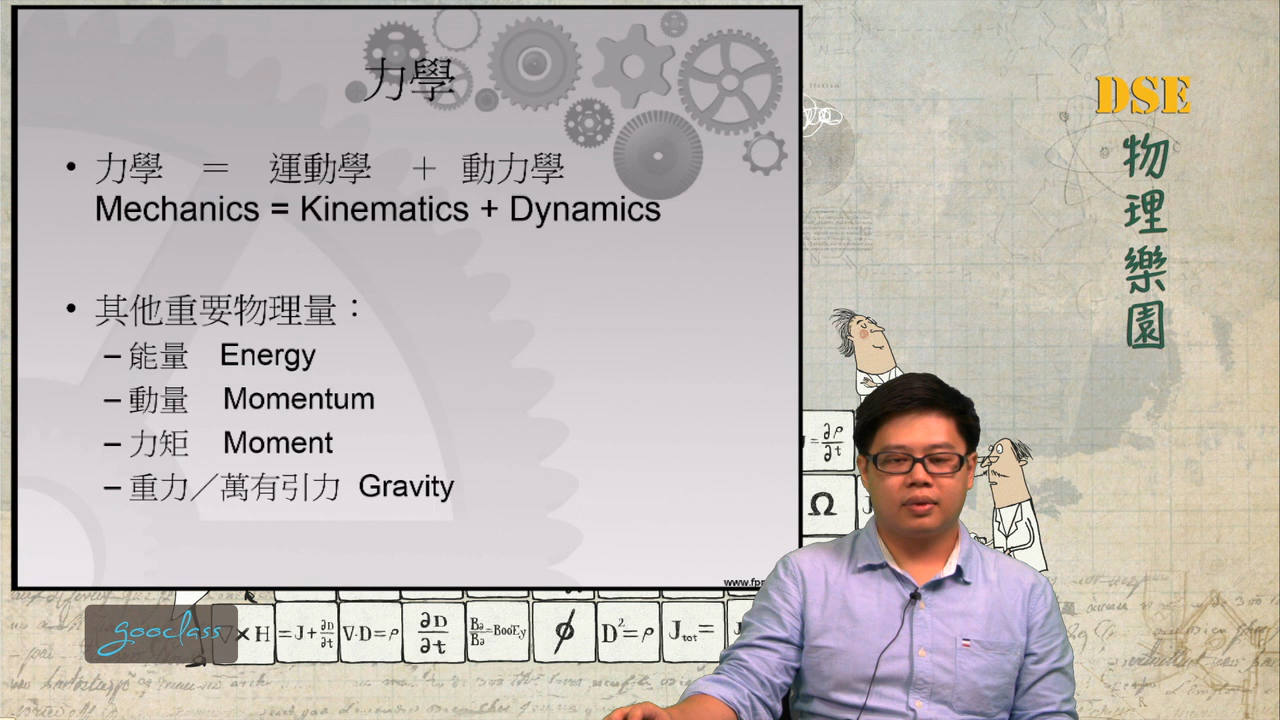 力學
• 力學 = 運動學 + 動力學
Mechanics = Kinematics + Dynamics
• 其他重要物理量：
– 能量 Energy
– 動量 Momentum
– 力矩 Moment
– 重力／萬有引力 Gravity
DSE
物理樂園
= ∂ρ/∂t
Ω
gooclass
×H =J+ ∂D/∂t ∇·D=ρ ∂D/∂t ϕ D²=ρ J tot =